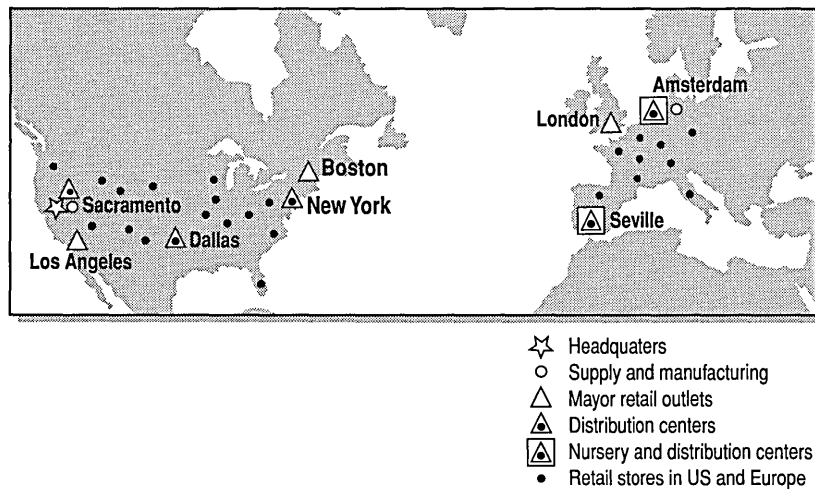 Amsterdam
London
Boston
Sacramento
New York
Seville
Dallas
Los Angeles
Headquaters
Supply and manufacturing
Mayor retail outlets
Distribution centers
Nursery and distribution centers
Retail stores in US and Europe